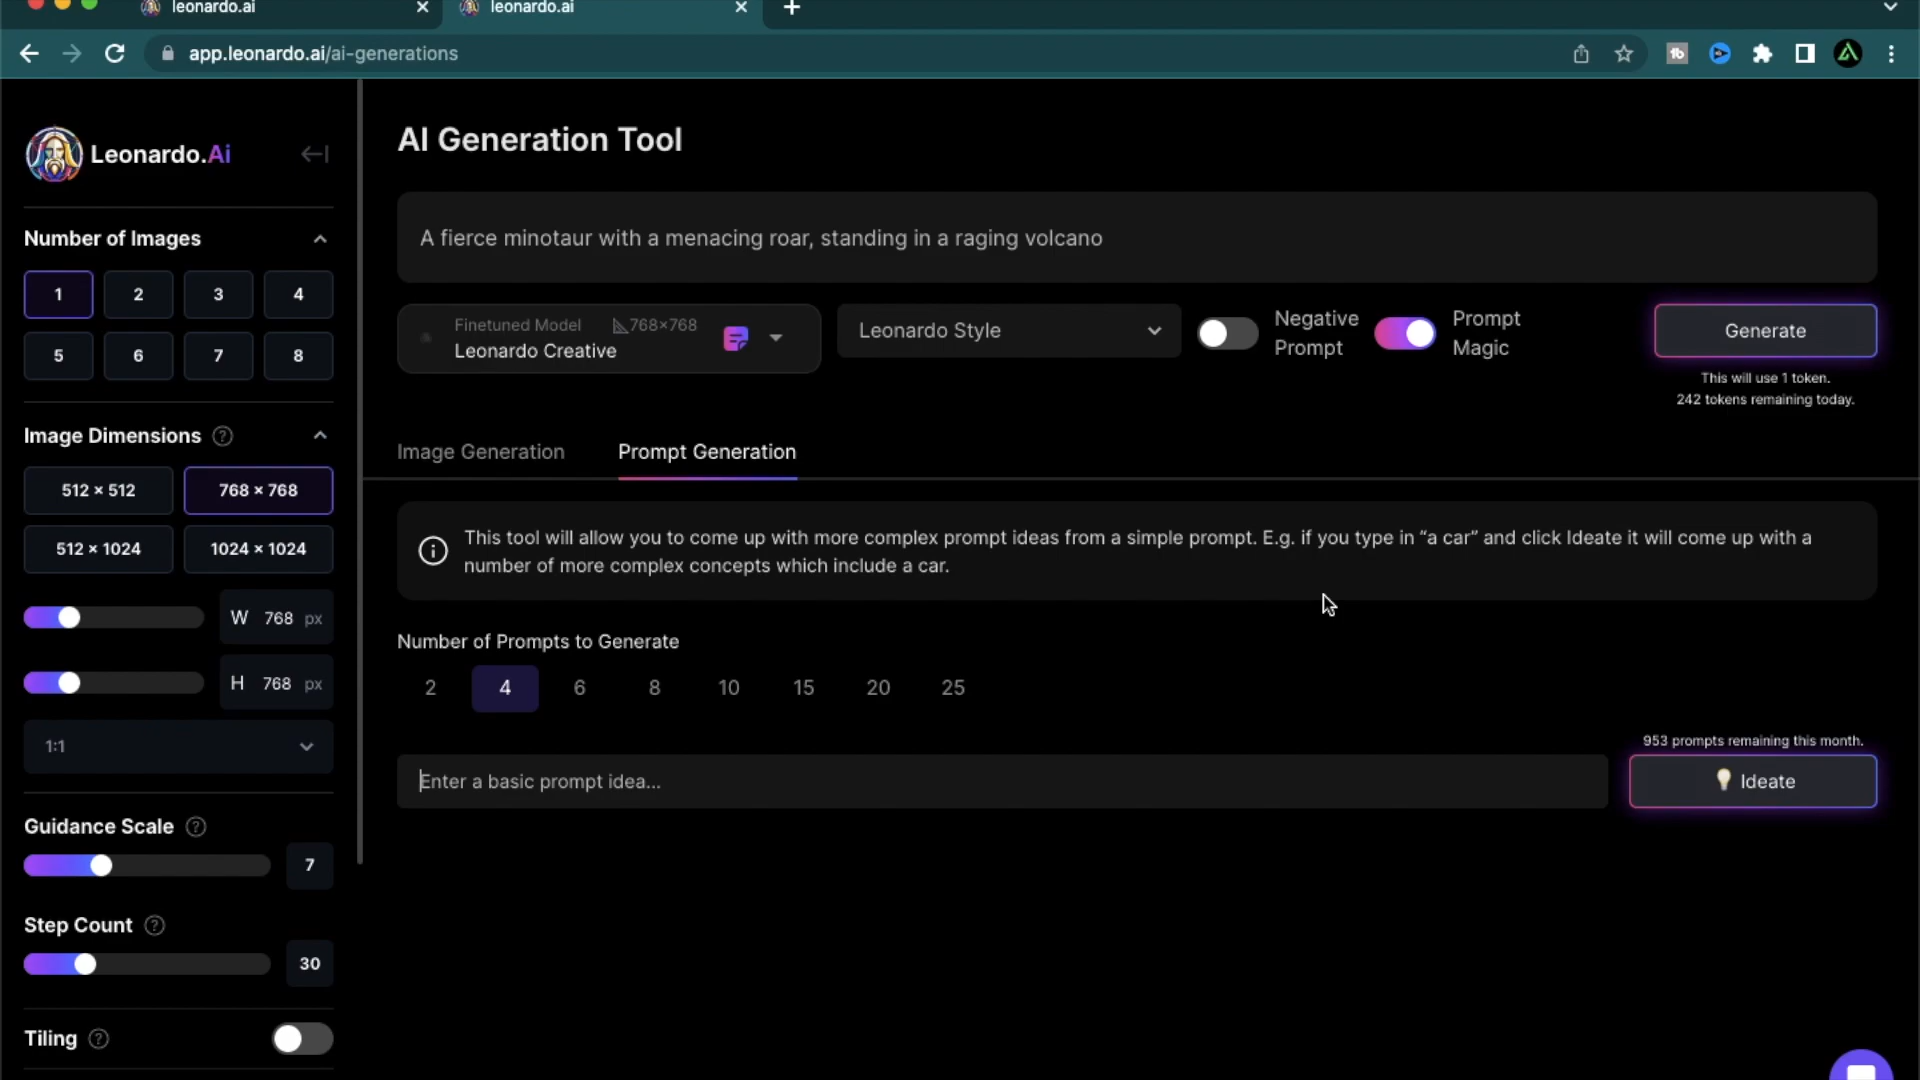 leonardo.ai
leonardo.ai
app.leonardo.ai/ai-generations
Leonardo.Ai
Number of Images
1 2 3 4
5 6 7 8
Image Dimensions
512 × 512 768 × 768
512 × 1024 1024 × 1024
W 768 px
H 768 px
1:1
Guidance Scale
7
Step Count
30
Tiling
AI Generation Tool
A fierce minotaur with a menacing roar, standing in a raging volcano
Finetuned Model 768×768
Leonardo Creative
Leonardo Style
Negative
Prompt
Prompt
Magic
Generate
This will use 1 token.
242 tokens remaining today.
Image Generation Prompt Generation
This tool will allow you to come up with more complex prompt ideas from a simple prompt. E.g. if you type in “a car” and click Ideate it will come up with a
number of more complex concepts which include a car.
Number of Prompts to Generate
2 4 6 8 10 15 20 25
953 prompts remaining this month.
Enter a basic prompt idea...
Ideate